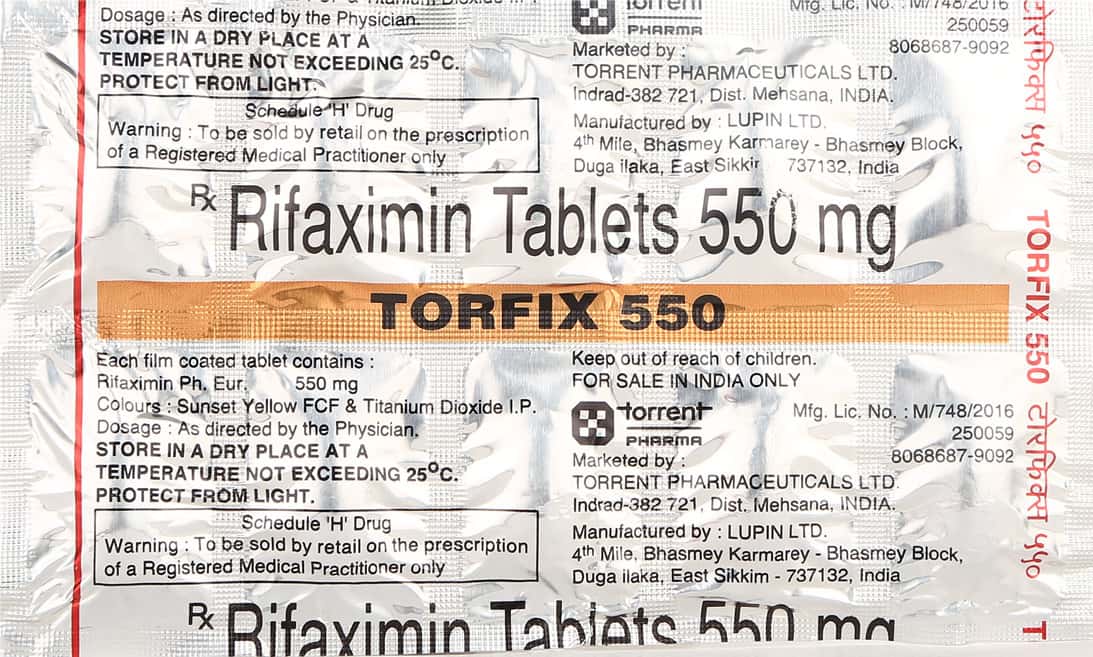 Dosage : As directed by the Physician.
STORE IN A DRY PLACE AT A
TEMPERATURE NOT EXCEEDING 25°C.
PROTECT FROM LIGHT.
Schedule 'H' Drug
Warning : To be sold by retail on the prescription
of a Registered Medical Practitioner only
torrent
PHARMA
Mfg. Lic. No. : M/748/2016
250059
8068687-9092
Marketed by :
TORRENT PHARMACEUTICALS LTD.
Indrad-382 721, Dist. Mehsana, INDIA.
Manufactured by : LUPIN LTD.
4th Mile, Bhasmey Karmarey - Bhasmey Block,
Duga ilaka, East Sikkim 737132, India
Rx Rifaximin Tablets 550 mg
TORFIX 550
Each film coated tablet contains :
Rifaximin Ph. Eur. 550 mg
Colours : Sunset Yellow FCF & Titanium Dioxide I.P.
Dosage : As directed by the Physician.
STORE IN A DRY PLACE AT A
TEMPERATURE NOT EXCEEDING 25°C.
PROTECT FROM LIGHT.
Schedule 'H' Drug
Warning : To be sold by retail on the prescription
of a Registered Medical Practitioner only
Keep out of reach of children.
FOR SALE IN INDIA ONLY
torrent
PHARMA
Mfg. Lic. No. : M/748/2016
250059
8068687-9092
Marketed by :
TORRENT PHARMACEUTICALS LTD.
Indrad-382 721, Dist. Mehsana, INDIA.
Manufactured by : LUPIN LTD.
4th Mile, Bhasmey Karmarey - Bhasmey Block,
Duga ilaka, East Sikkim - 737132, India
Rx Rifaximin Tablets 550 mg
टोरफिक्स ५५० TORFIX 550 टोरफिक्स ५५० T